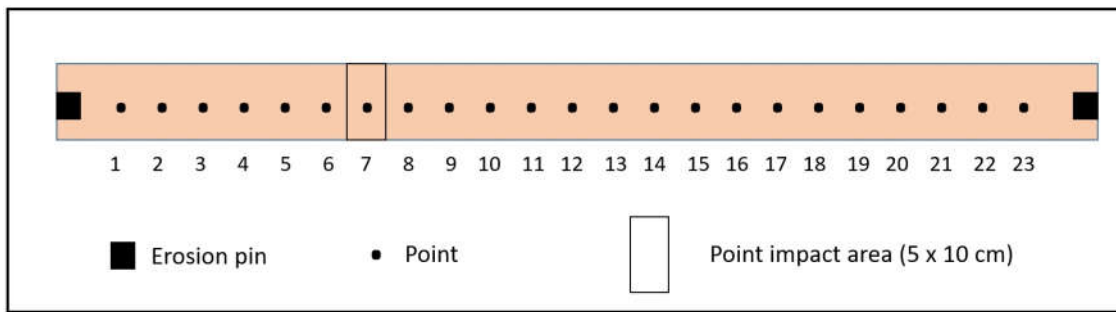 1 2 3 4 5 6 7 8 9 10 11 12 13 14 15 16 17 18 19 20 21 22 23
Erosion pin Point Point impact area (5 x 10 cm)